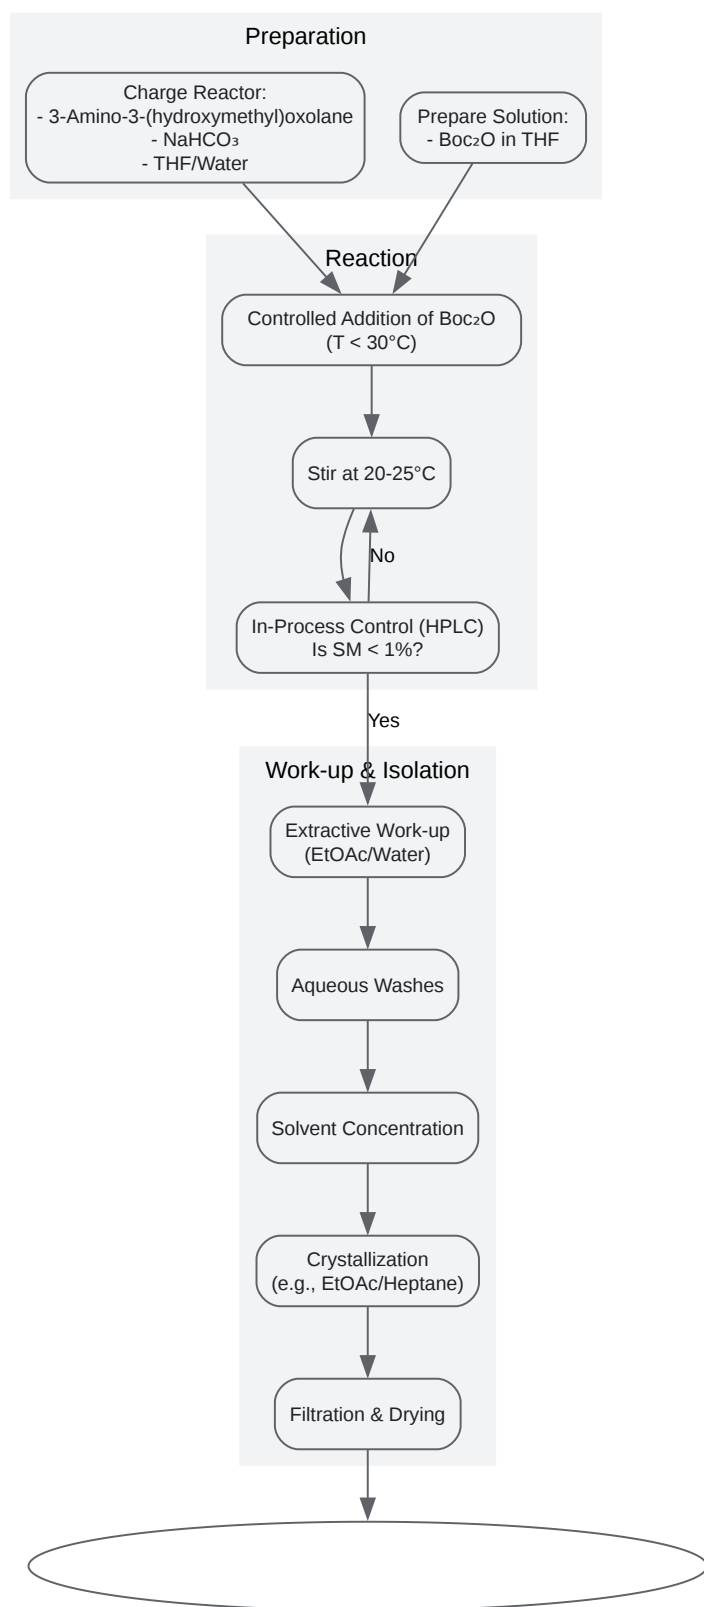 Preparation
Charge Reactor:
- 3-Amino-3-(hydroxymethyl)oxolane
- NaHCO₃
- THF/Water
Prepare Solution:
- Boc₂O in THF
Reaction
Controlled Addition of Boc₂O
(T < 30°C)
Stir at 20-25°C
No
In-Process Control (HPLC)
Is SM < 1%?
Yes
Work-up & Isolation
Extractive Work-up
(EtOAc/Water)
Aqueous Washes
Solvent Concentration
Crystallization
(e.g., EtOAc/Heptane)
Filtration & Drying